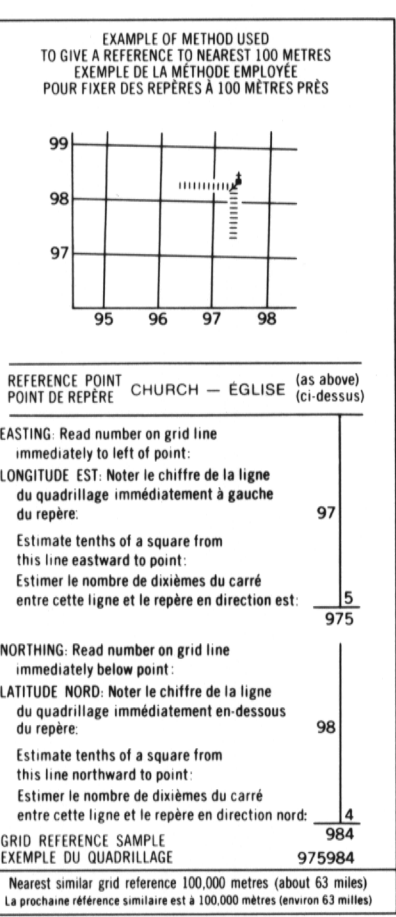 EXAMPLE OF METHOD USED
TO GIVE A REFERENCE TO NEAREST 100 METRES
EXEMPLE DE LA MÉTHODE EMPLOYÉE
POUR FIXER DES REPÈRES À 100 MÈTRES PRÈS
99
98
97
95 96 97 98
REFERENCE POINT
POINT DE REPÈRE
CHURCH — ÉGLISE
(as above)
(ci-dessus)
EASTING: Read number on grid line
immediately to left of point:
LONGITUDE EST: Noter le chiffre de la ligne
du quadrillage immédiatement à gauche
du repère: 97
Estimate tenths of a square from
this line eastward to point:
Estimer le nombre de dixièmes du carré
entre cette ligne et le repère en direction est: 5
975
NORTHING: Read number on grid line
immediately below point:
LATITUDE NORD: Noter le chiffre de la ligne
du quadrillage immédiatement en-dessous
du repère: 98
Estimate tenths of a square from
this line northward to point:
Estimer le nombre de dixièmes du carré
entre cette ligne et le repère en direction nord: 4
984
GRID REFERENCE SAMPLE
EXEMPLE DU QUADRILLAGE 975984
Nearest similar grid reference 100,000 metres (about 63 miles)
La prochaine référence similaire est à 100,000 mètres (environ 63 milles)